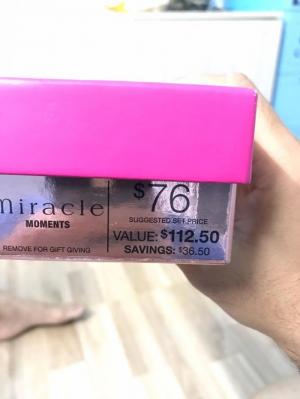 miracle
MOMENTS
REMOVE FOR GIFT GIVING
$76
SUGGESTED SET PRICE
VALUE: $112.50
SAVINGS: $36.50